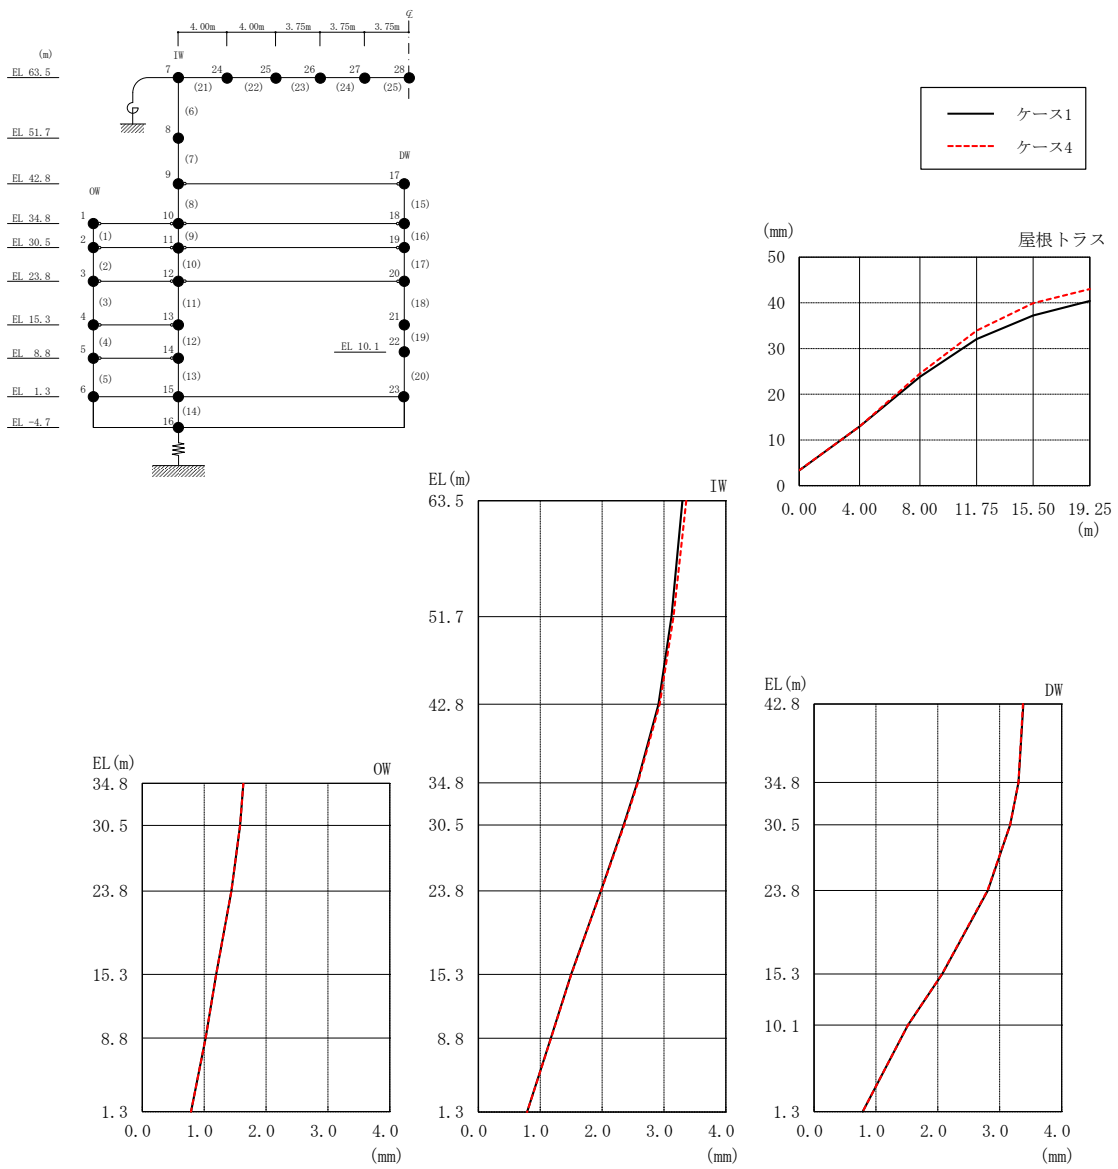 ℄
4.00m 4.00m 3.75m 3.75m 3.75m
(m)
IW
7 24 25 26 27 28
EL 63.5
(21) (22) (23) (24) (25)
(6)
EL 51.7
8
(7)
DW
EL 42.8
9 17
OW
(8) (15)
EL 34.8
1 10 18
(1) (9) (16)
EL 30.5
2 11 19
(2) (10) (17)
EL 23.8
3 12 20
(3) (11) (18)
EL 15.3
4 13 21
(4) (12) (19)
EL 10.1
22
EL 8.8
5 14
(5) (13) (20)
EL 1.3
6 15 23
(14)
EL -4.7
16
ケース1
ケース4
(mm)
屋根トラス
50
40
30
20
10
0
0.00 4.00 8.00 11.75 15.50 19.25
(m)
EL(m)
IW
63.5
51.7
42.8
34.8
30.5
23.8
15.3
8.8
1.3
0.0 1.0 2.0 3.0 4.0
(mm)
EL(m)
OW
34.8
30.5
23.8
15.3
8.8
1.3
0.0 1.0 2.0 3.0 4.0
(mm)
EL(m)
DW
42.8
34.8
30.5
23.8
15.3
10.1
1.3
0.0 1.0 2.0 3.0 4.0
(mm)